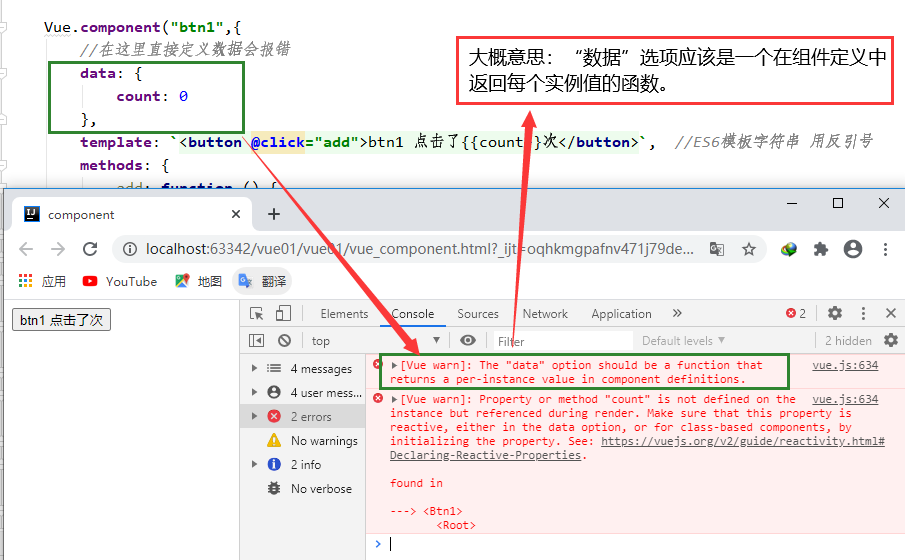 Vue.component("btn1",{
//在这里直接定义数据会报错
data: {
count: 0
},
template: `<button @click="add">btn1 点击了{{count}}次</button>`, //ES6模板字符串 用反引号
methods: {
add: function () {
大概意思：“数据”选项应该是一个在组件定义中
返回每个实例值的函数。
component
localhost:63342/vue01/vue01/vue_component.html?_ijt=oqhkmgpafnv471j79de...
应用 YouTube 地图 翻译
btn1 点击了次
Elements Console Sources Network Application » 2
top Filter Default levels 2 hidden
4 messages
4 user mess...
2 errors
No warnings
2 info
No verbose
[Vue warn]: The "data" option should be a function that vue.js:634
returns a per-instance value in component definitions.
[Vue warn]: Property or method "count" is not defined on the vue.js:634
instance but referenced during render. Make sure that this property is
reactive, either in the data option, or for class-based components, by
initializing the property. See: https://vuejs.org/v2/guide/reactivity.html#
Declaring-Reactive-Properties.
found in
---> <Btn1>
<Root>